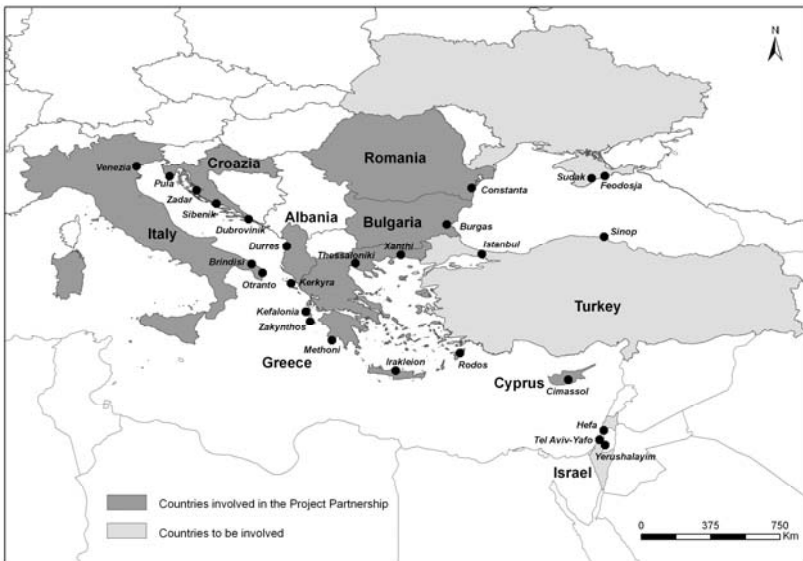 N
Venezia
Croazia
Romania
Pula
Zadar
Sibenik
Dubrovinik
Constanta
Sudak
Feodosja
Italy
Albania
Bulgaria
Burgas
Durres
Thessaloniki
Xanthi
Istanbul
Sinop
Brindisi
Otranto
Kerkyra
Turkey
Kefalonia
Zakynthos
Methoni
Greece
Irakleion
Rodos
Cyprus
Cimassol
Hefa
Tel Aviv-Yafo
Yerushalayim
Israel
Countries involved in the Project Partnership
Countries to be involved
0 375 750
Km